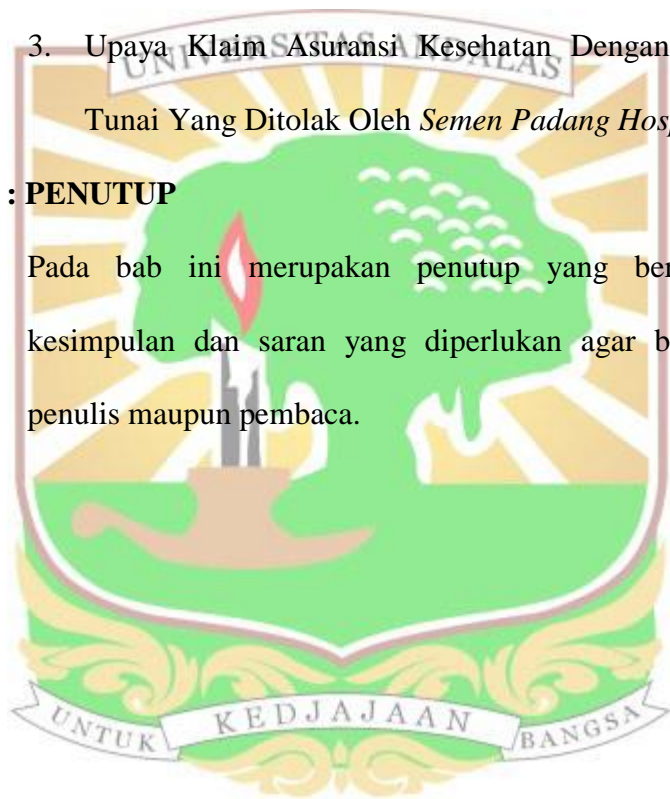 3. Upaya Klaim Asuransi Kesehatan Dengan
Tunai Yang Ditolak Oleh Semen Padang Hos
: PENUTUP
Pada bab ini merupakan penutup yang ber
kesimpulan dan saran yang diperlukan agar b
penulis maupun pembaca.
UNIVERSITAS ANDALAS
UNTUK KEDJAJAAN BANGSA